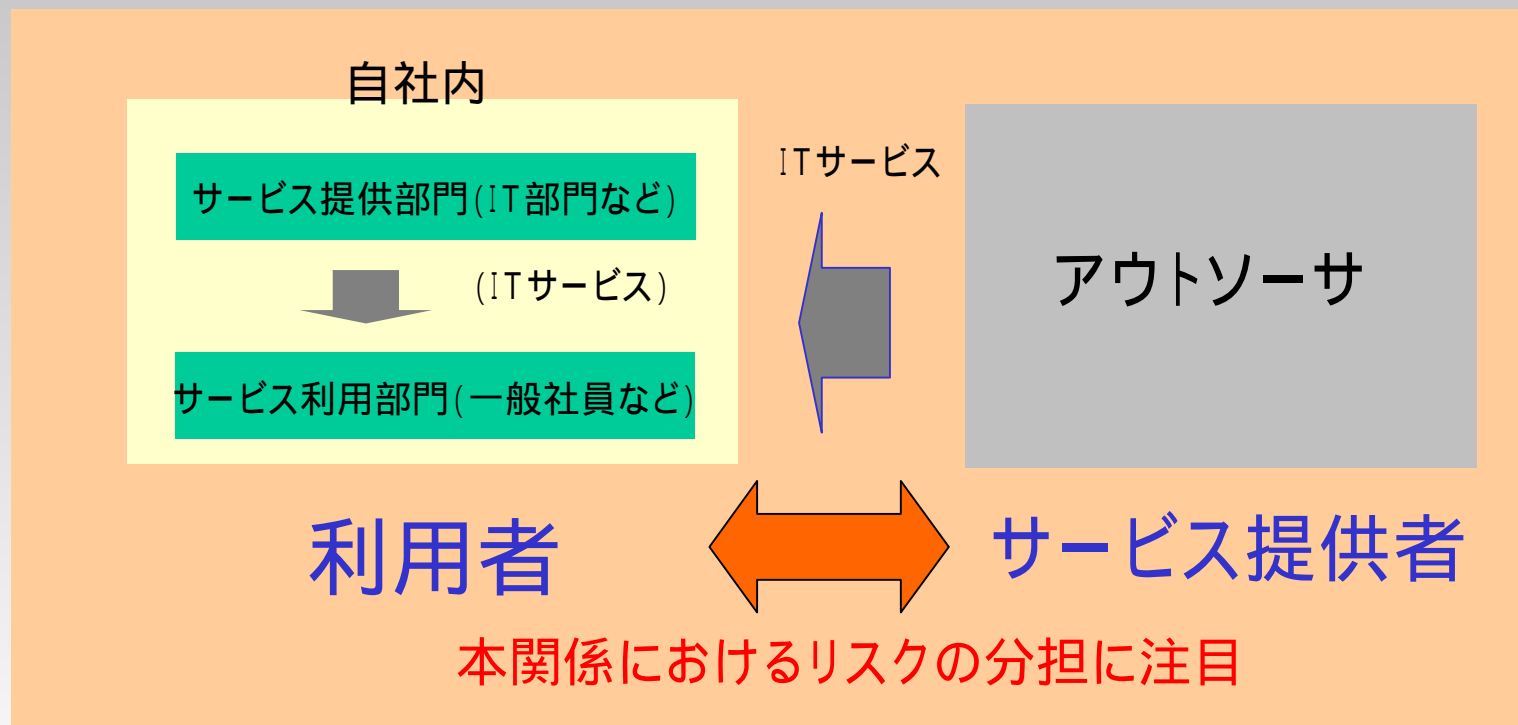 自社内
サービス提供部門(IT部門など)
(ITサービス)
サービス利用部門(一般社員など)
ITサービス
アウトソーサ
利用者
サービス提供者
本関係におけるリスクの分担に注目